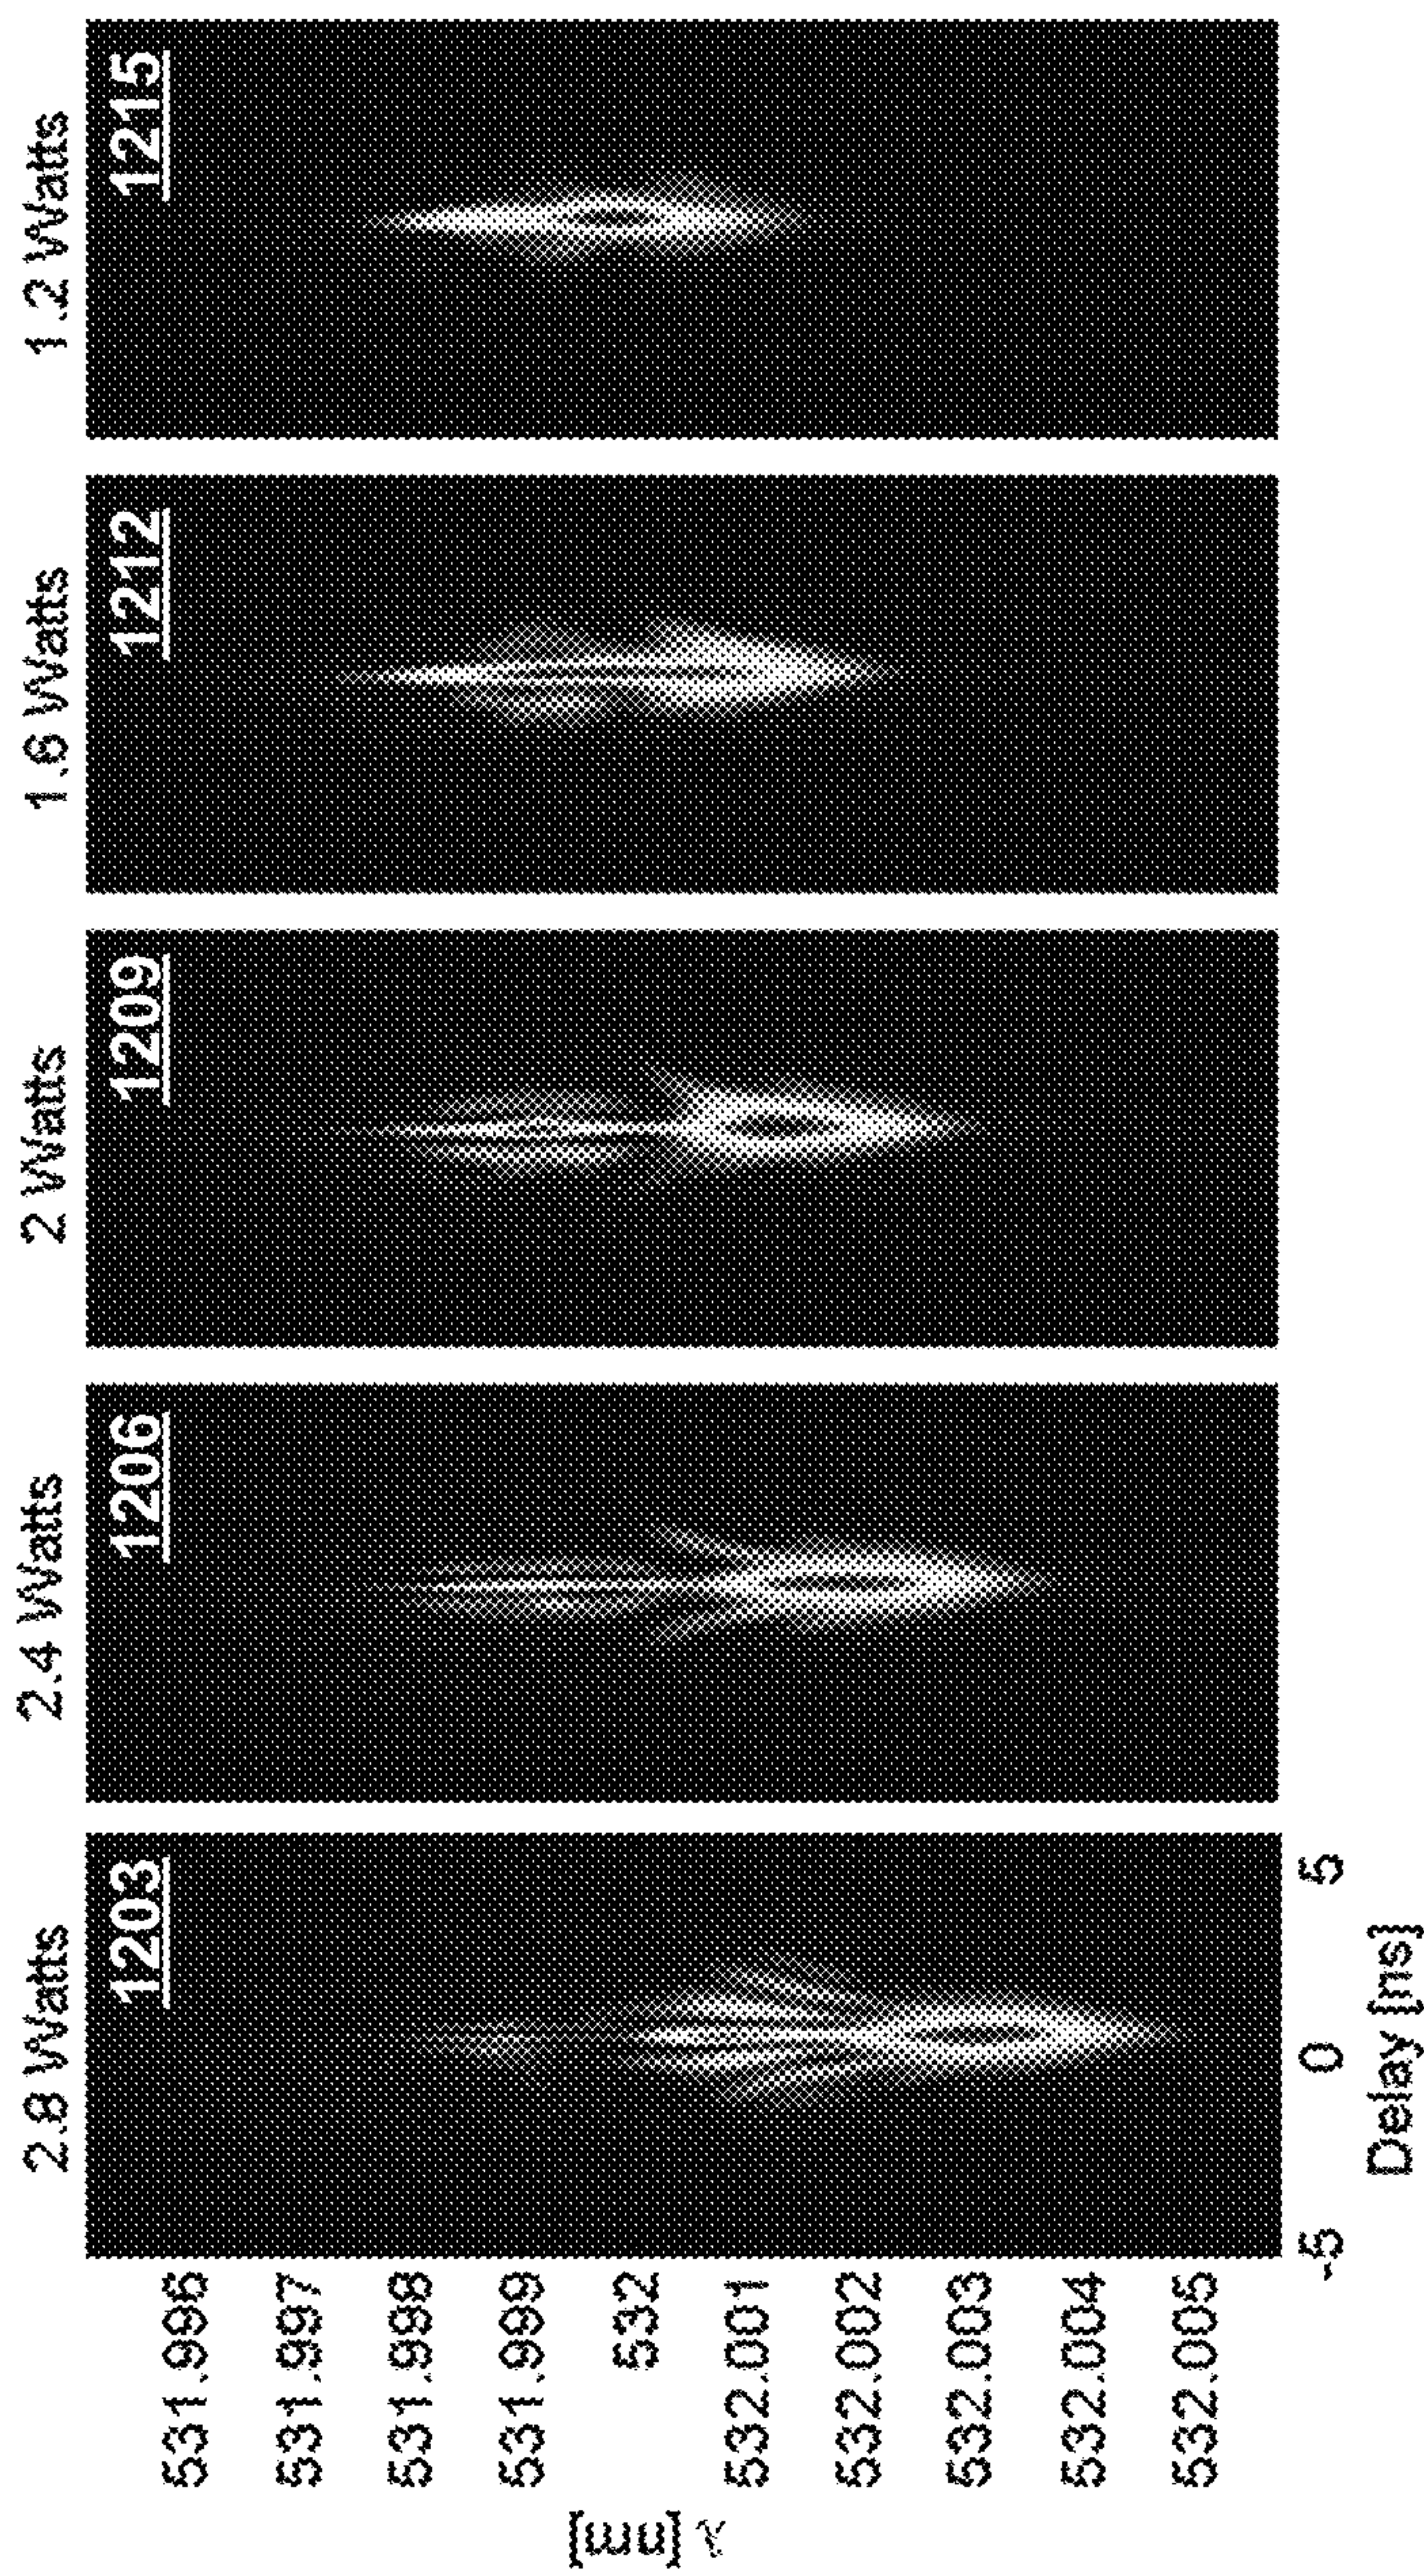 2.8 Watts
2.4 Watts
2 Watts
1.6 Watts
1.2 Watts
1203
1206
1209
1212
1215
λ [nm]
531.996
531.997
531.998
531.999
532
532.001
532.002
532.003
532.004
532.005
-5
0
5
Delay [ns]